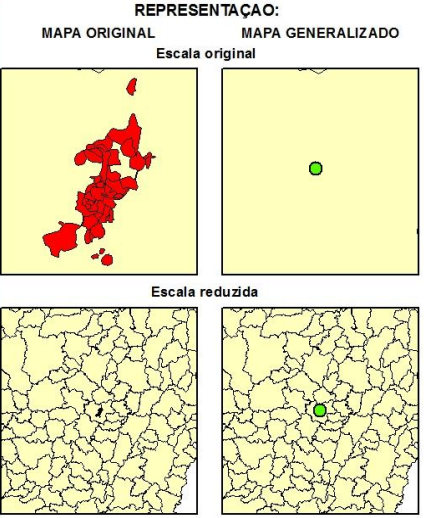 REPRESENTAÇAO:
MAPA ORIGINAL MAPA GENERALIZADO
Escala original
Escala reduzida